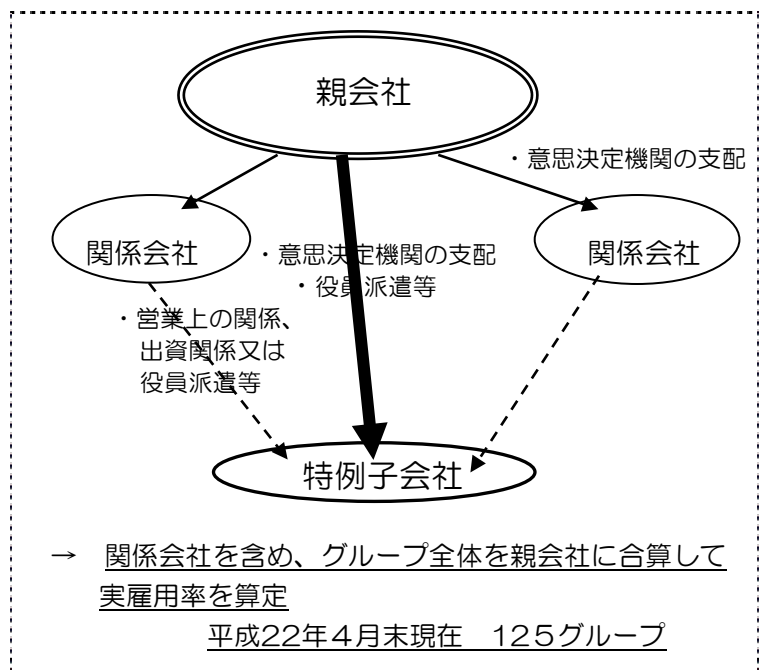 親会社
・意思決定機関の支配
関係会社
・意思決定機関の支配
・役員派遣等
関係会社
・営業上の関係、
出資関係又は
役員派遣等
特例子会社
→ 関係会社を含め、グループ全体を親会社に合算して
実雇用率を算定
平成22年4月末現在 125グループ